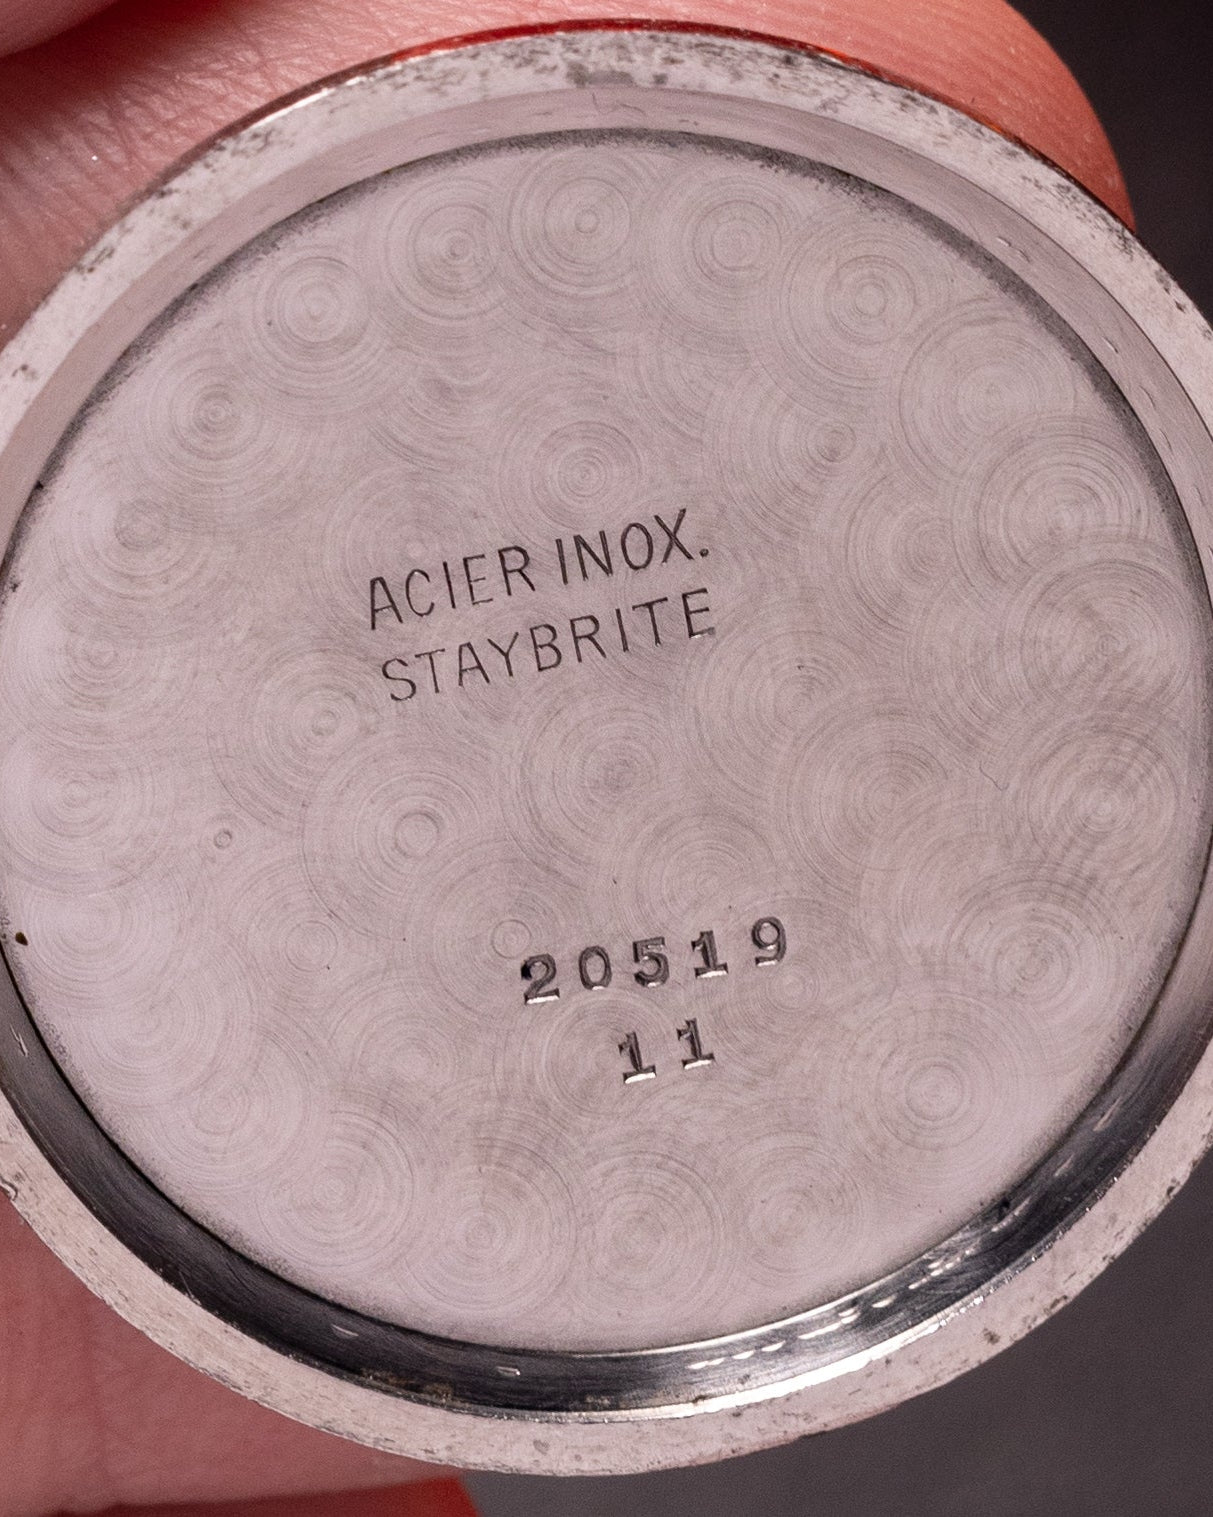 ACIER INOX.
STAYBRITE
20519
11